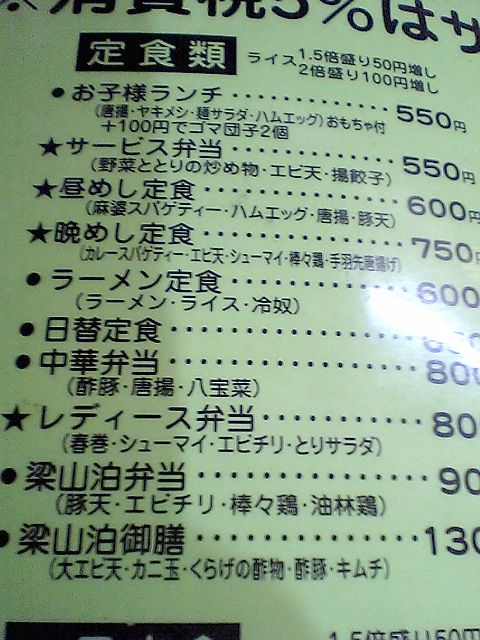 ※消費税5%はサ
定食類
ライス 1.5倍盛り50円増し
2倍盛り100円増し
●お子様ランチ・・・・・・・・・・・・・550円
(唐揚・ヤキメシ・麺サラダ・ハムエッグ)おもちゃ付
＋100円でゴマ団子2個
★サービス弁当・・・・・・・・・・・・・550円
(野菜ととりの炒め物・エビ天・揚餃子)
★昼めし定食・・・・・・・・・・・・・・600円
(麻婆スパゲティー・ハムエッグ・唐揚・豚天)
★晩めし定食・・・・・・・・・・・・・・750円
(カレースパゲティー・エビ天・シューマイ・棒々鶏・手羽先唐揚げ)
●ラーメン定食・・・・・・・・・・・・・600
(ラーメン・ライス・冷奴)
●日替定食・・・・・・・・・・・・・・・
●中華弁当・・・・・・・・・・・・・・・800
(酢豚・唐揚・八宝菜)
★レディース弁当・・・・・・・・・・・・80
(春巻・シューマイ・エビチリ・とりサラダ)
●梁山泊弁当・・・・・・・・・・・・・・90
(豚天・エビチリ・棒々鶏・油林鶏)
●梁山泊御膳・・・・・・・・・・・・・・130
(大エビ天・カニ玉・くらげの酢物・酢豚・キムチ)
1.5倍盛り50円